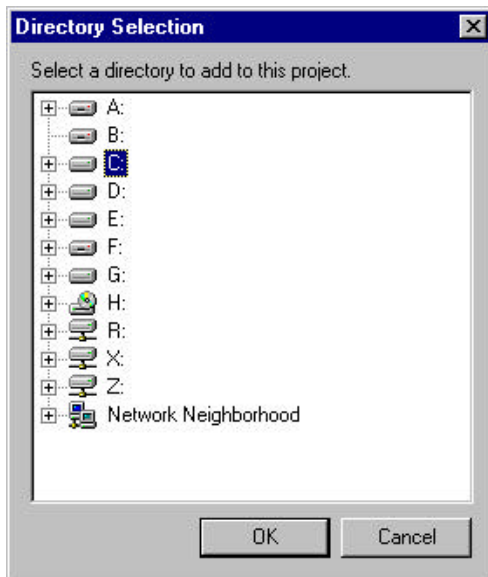 Directory Selection
Select a directory to add to this project.
A:
B:
C:
D:
E:
F:
G:
H:
R:
X:
Z:
Network Neighborhood
OK Cancel